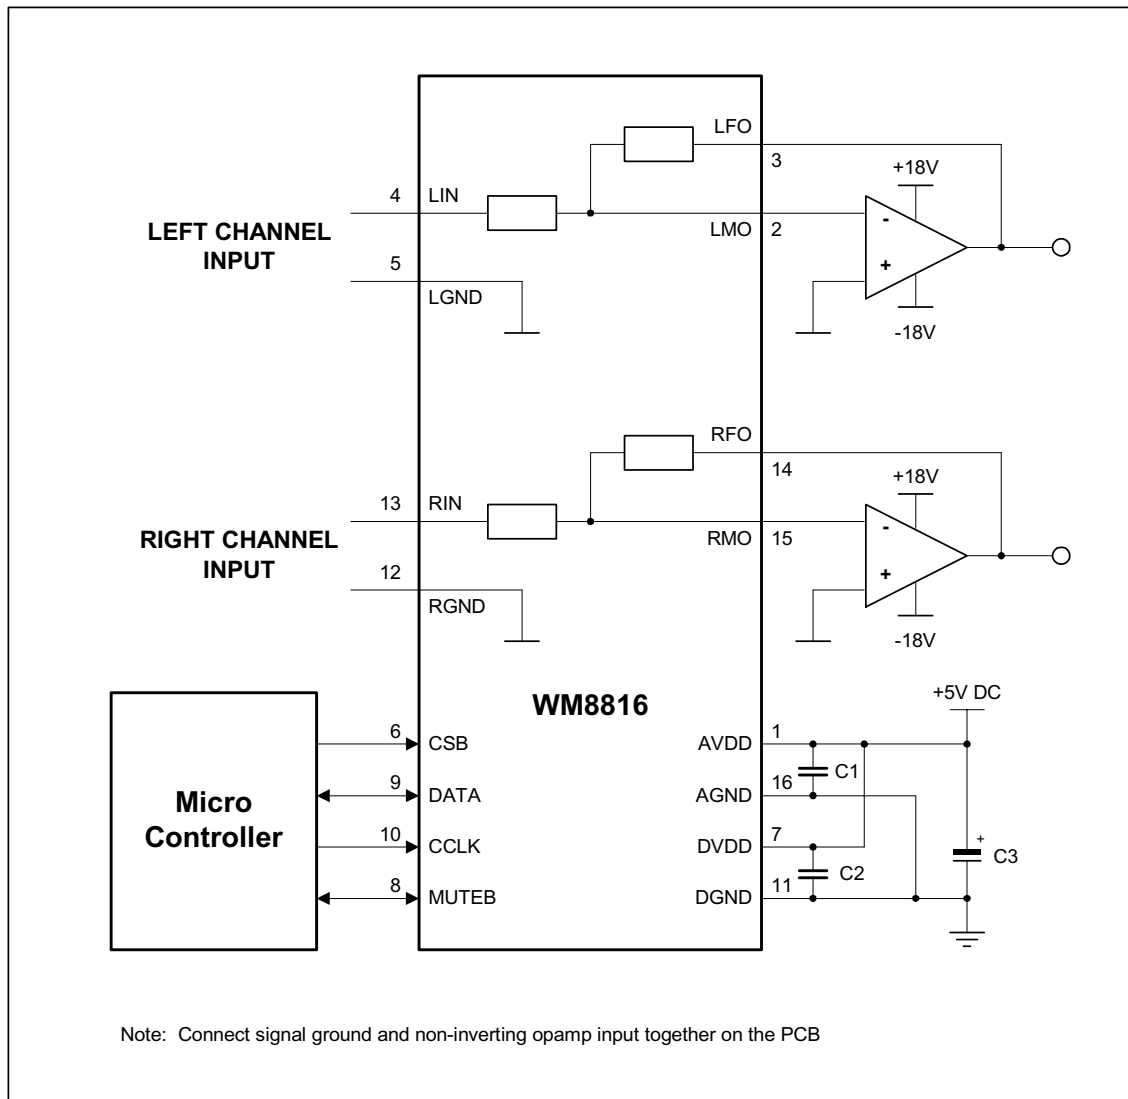 LFO
3
+18V
4 LIN
LEFT CHANNEL
INPUT
-
LMO 2
5
+
LGND
-18V
RFO
14
+18V
13 RIN
RIGHT CHANNEL
INPUT
-
RMO 15
12
+
RGND
-18V
WM8816
+5V DC
6 CSB
AVDD 1
C1
9 DATA
AGND 16
Micro
Controller
10 CCLK
DVDD 7
+
C3
C2
8 MUTEB
DGND 11
Note: Connect signal ground and non-inverting opamp input together on the PCB